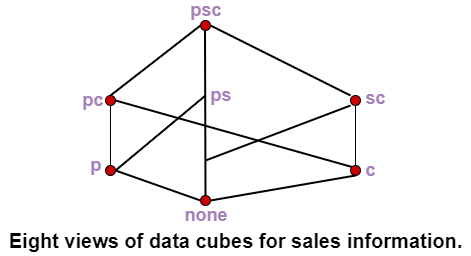 psc
pc
ps
sc
p
c
none
Eight views of data cubes for sales information.